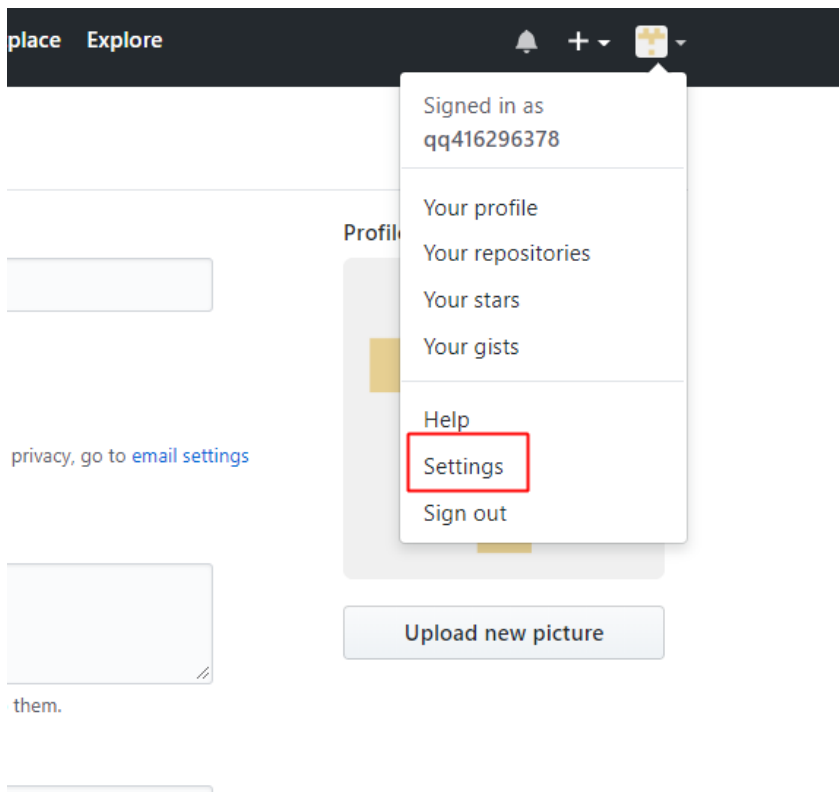 place Explore
Signed in as
qq416296378
Your profile
Your repositories
Your stars
Your gists
Help
Settings
Sign out
privacy, go to email settings
them.
Upload new picture